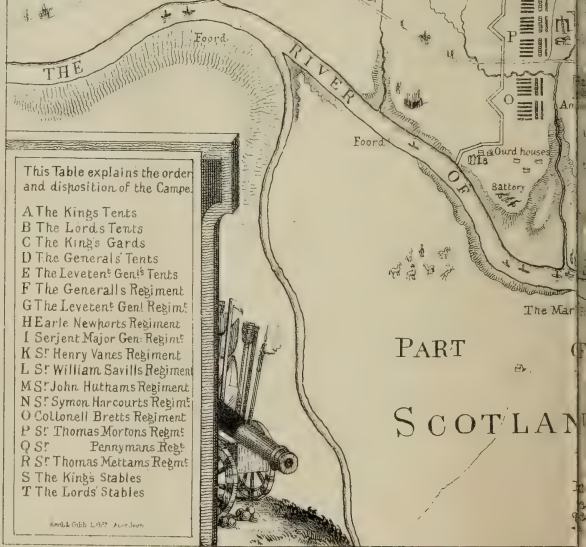 THE RIVER OF
Foord.
Foord
P
O
Ourd houses
Battery
The Mar
PART
SCOTLAN
This Table explains the order
and disposition of the Campe.
A The Kings Tents
B The Lords Tents
C The King's Gards
D The Generals' Tents
E The Levetent Genls Tents
F The Generalls Regiment
G The Levetent Genl Regimt
H Earle Newports Regiment
I Serjent Major Gen: Regimt
K Sr Henry Vanes Regiment
L Sr William Savills Regiment
M Sr John Huthams Regiment
N Sr Symon Harcourts Regimt
O Collonell Bretts Regiment
P Sr Thomas Mortons Regmt
Q Sr Pennymans Regt
R Sr Thomas Mettams Regmt
S The King's Stables
T The Lords' Stables